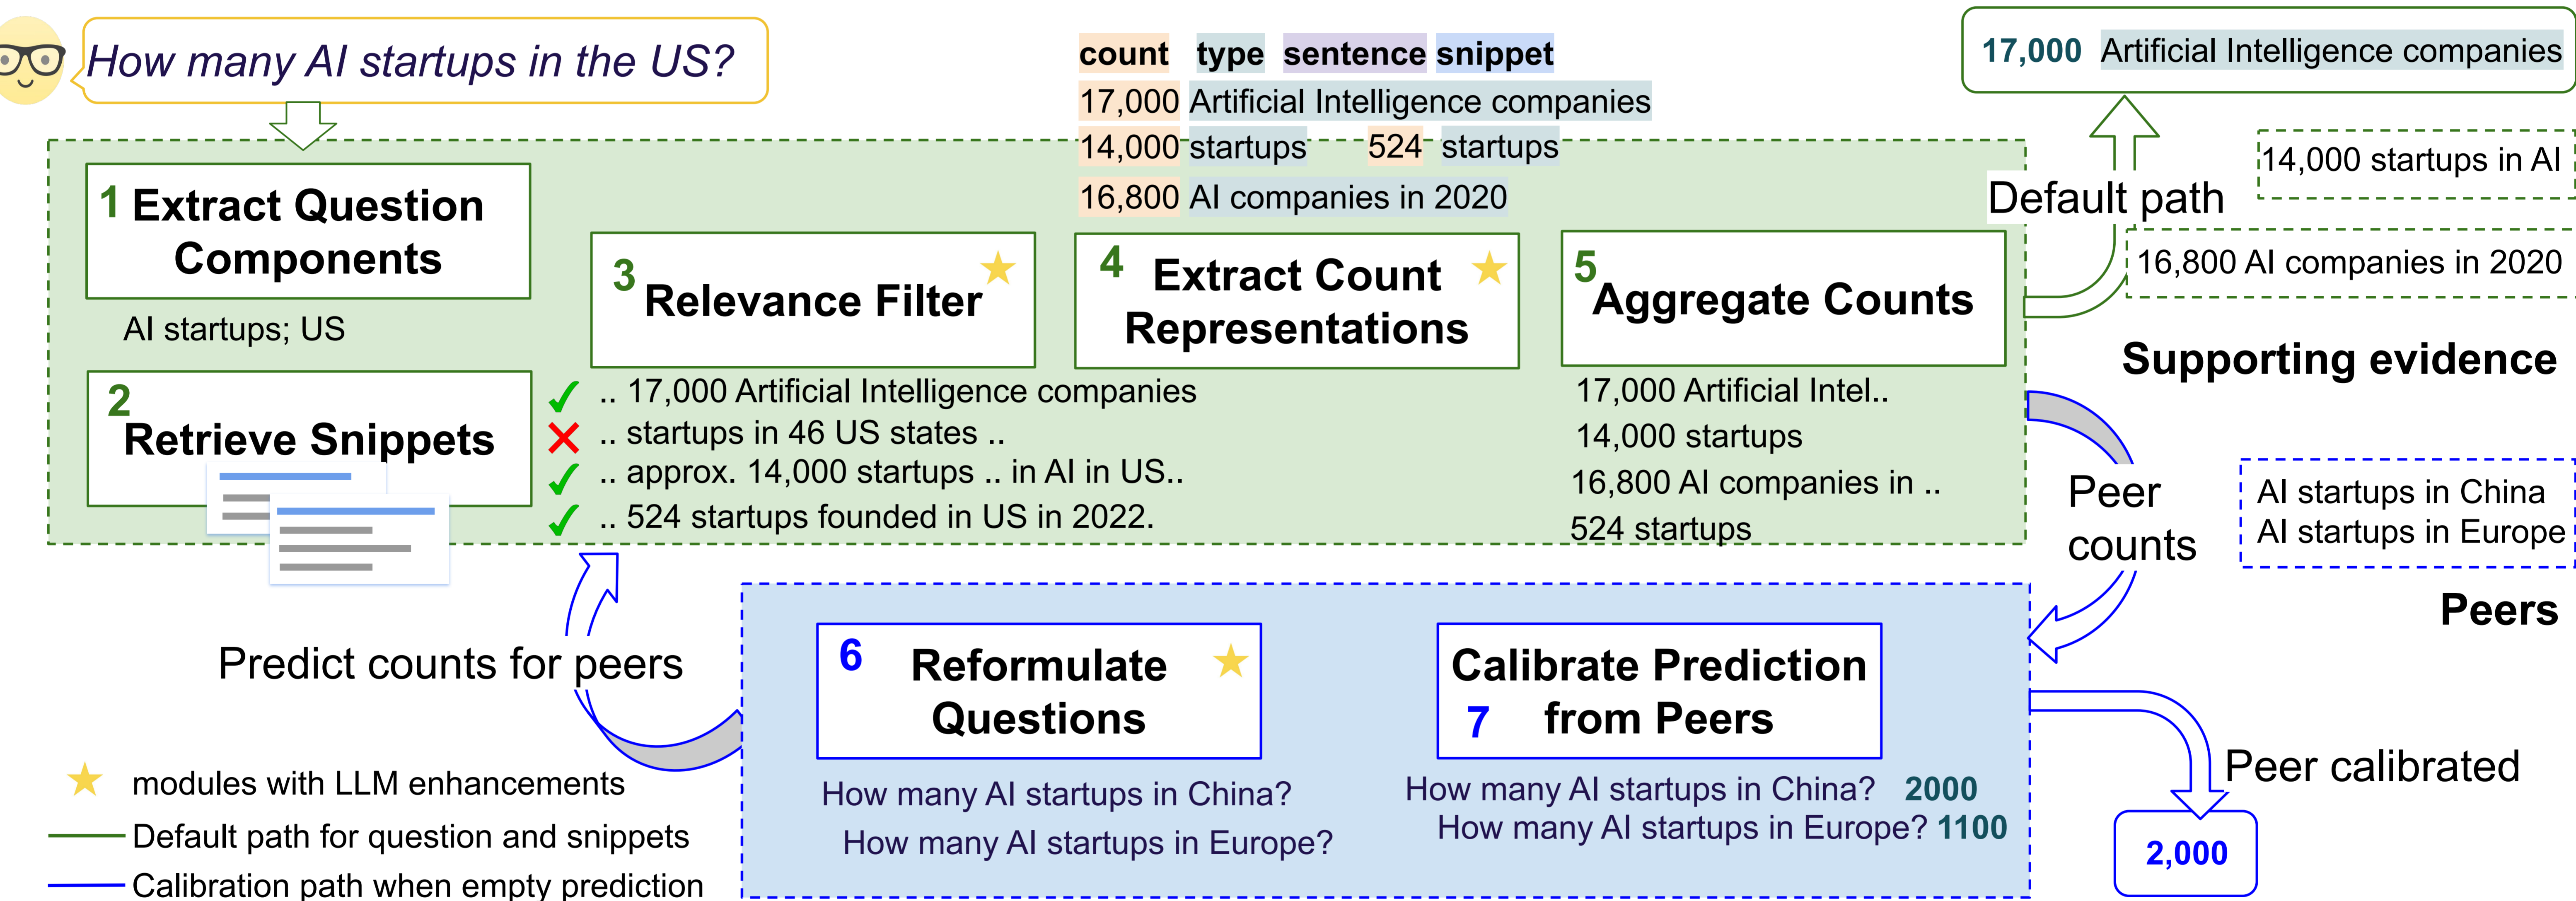 How many AI startups in the US?
count type sentence snippet
17,000 Artificial Intelligence companies
14,000 startups 524 startups
16,800 AI companies in 2020
17,000 Artificial Intelligence companies
14,000 startups in AI
Default path
16,800 AI companies in 2020
Supporting evidence
1 Extract Question
Components
AI startups; US
2
Retrieve Snippets
3 Relevance Filter
.. 17,000 Artificial Intelligence companies
.. startups in 46 US states ..
.. approx. 14,000 startups .. in AI in US..
.. 524 startups founded in US in 2022.
4 Extract Count
Representations
5
Aggregate Counts
17,000 Artificial Intel..
14,000 startups
16,800 AI companies in ..
524 startups
Peer
counts
AI startups in China
AI startups in Europe
Peers
Predict counts for peers
6 Reformulate
Questions
How many AI startups in China?
How many AI startups in Europe?
Calibrate Prediction
7 from Peers
How many AI startups in China? 2000
How many AI startups in Europe? 1100
Peer calibrated
2,000
modules with LLM enhancements
Default path for question and snippets
Calibration path when empty prediction